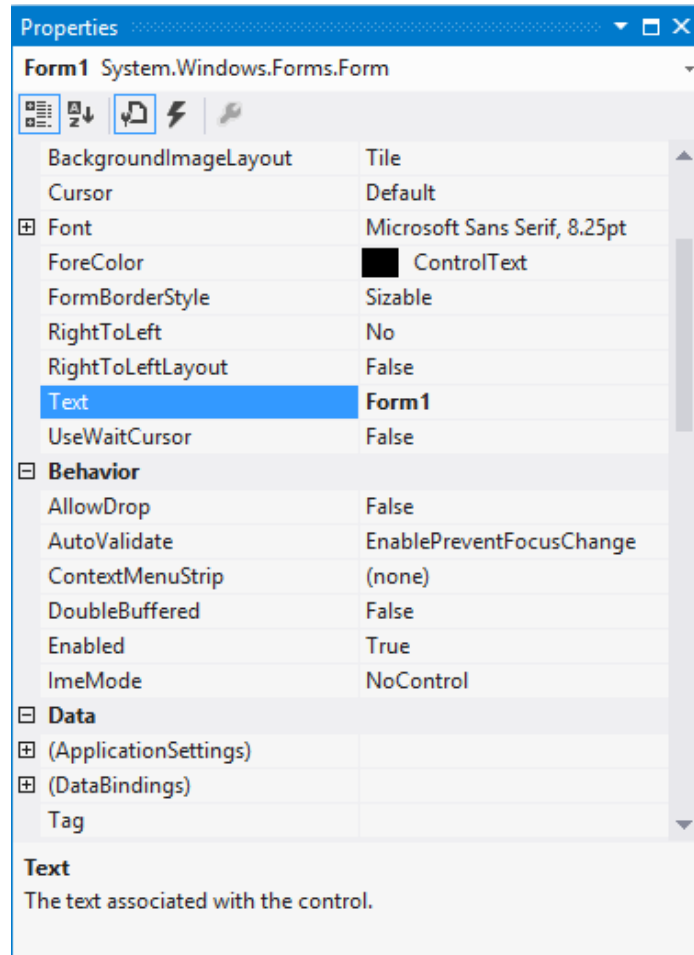 Properties
Form1 System.Windows.Forms.Form
BackgroundImageLayout Tile
Cursor Default
Font Microsoft Sans Serif, 8.25pt
ForeColor ControlText
FormBorderStyle Sizable
RightToLeft No
RightToLeftLayout False
Text Form1
UseWaitCursor False
Behavior
AllowDrop False
AutoValidate EnablePreventFocusChange
ContextMenuStrip (none)
DoubleBuffered False
Enabled True
ImeMode NoControl
Data
(ApplicationSettings)
(DataBindings)
Tag
Text
The text associated with the control.